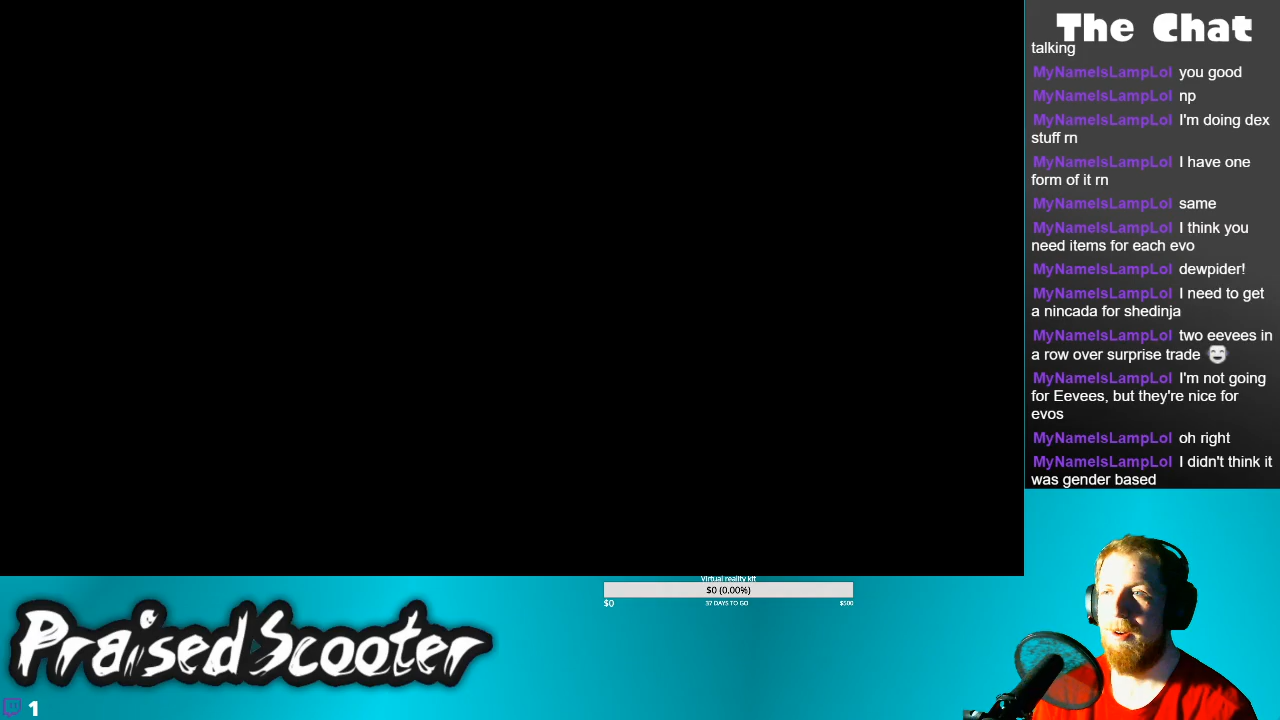 The Chat
talking
MyNameIsLampLol you good
MyNameIsLampLol np
MyNameIsLampLol I'm doing dex
stuff rn
MyNameIsLampLol I have one
form of it rn
MyNameIsLampLol same
MyNameIsLampLol I think you
need items for each evo
MyNameIsLampLol dewpider!
MyNameIsLampLol I need to get
a nincada for shedinja
MyNameIsLampLol two eevees in
a row over surprise trade
MyNameIsLampLol I'm not going
for Eevees, but they're nice for
evos
MyNameIsLampLol oh right
MyNameIsLampLol I didn't think it
was gender based
Virtual reality kit
$0 (0.00%)
$0 37 DAYS TO GO $500
Praised Scooter
1